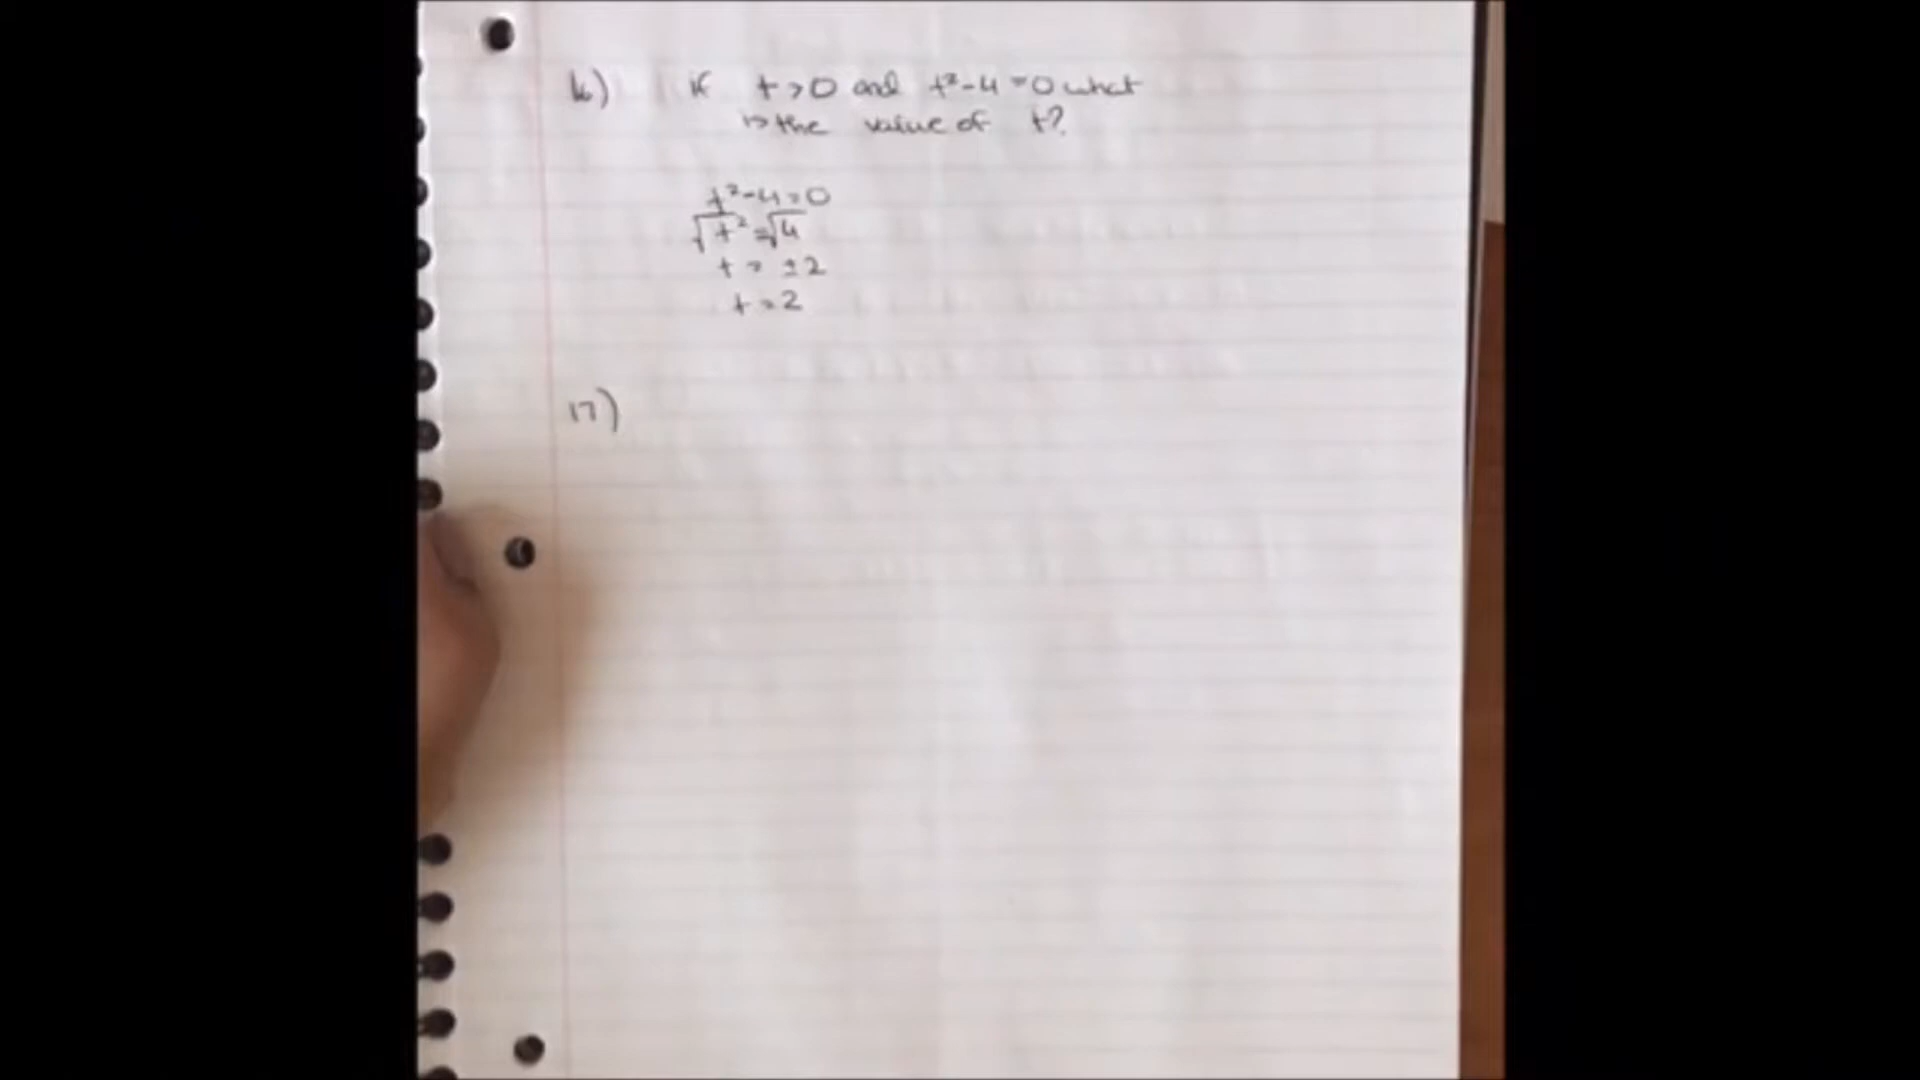 16) if t>0 and t²-4=0 what
is the value of t?
t²-4=0
√t²=√4
t=±2
t=2
17)